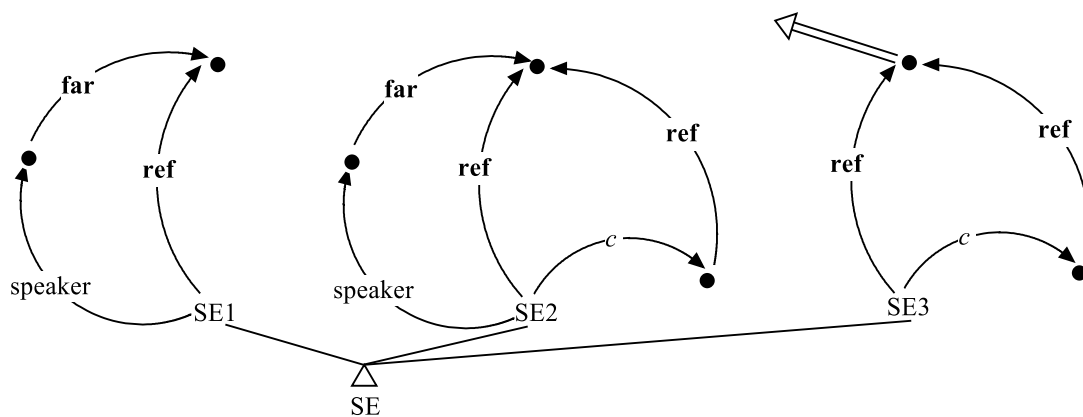 far
far
ref
ref
ref
ref
ref
c
c
speaker
speaker
SE1
SE2
SE3
SE